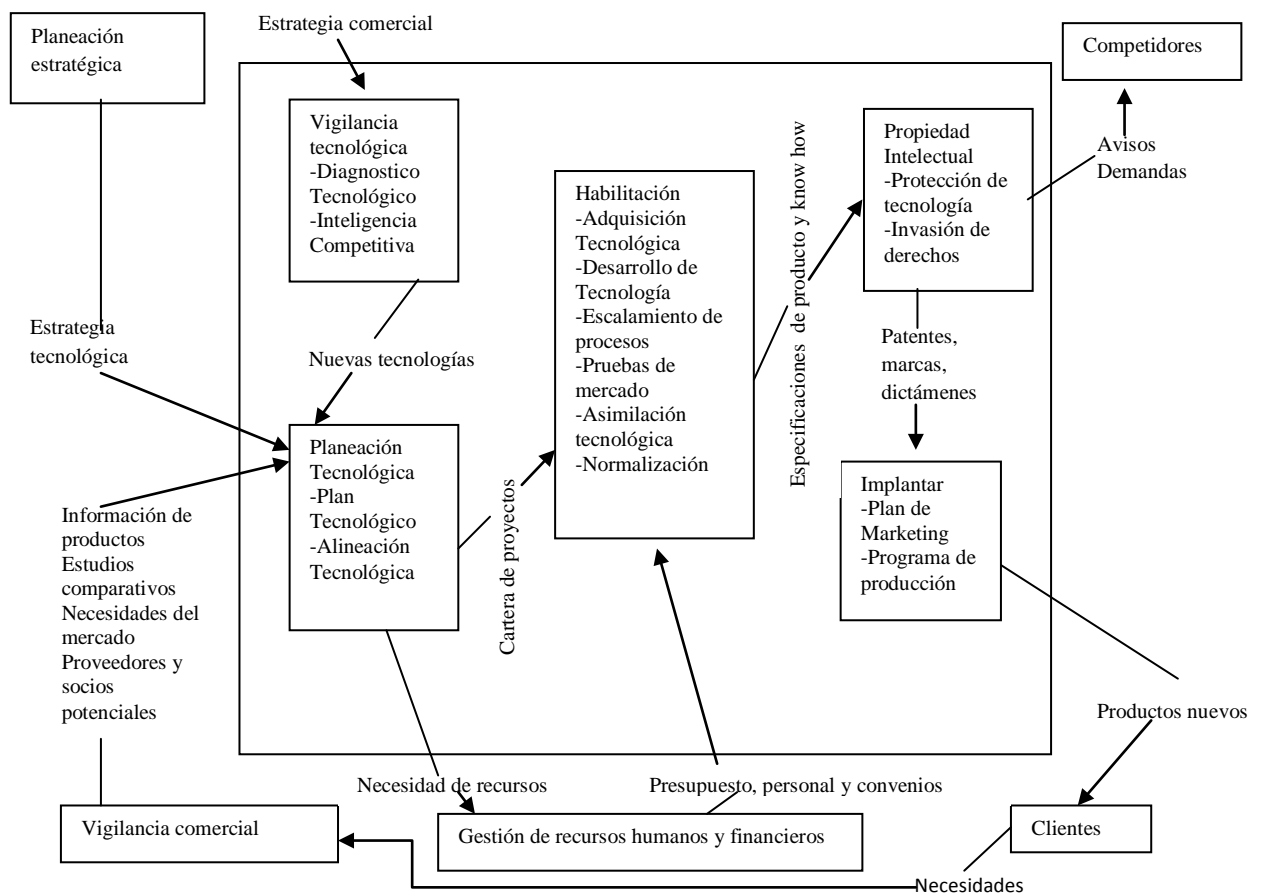 Planeación
estratégica
Estrategia comercial
Competidores
Vigilancia
tecnológica
-Diagnostico
Tecnológico
-Inteligencia
Competitiva
Propiedad
Intelectual
-Protección de
tecnología
-Invasión de
derechos
Avisos
Demandas
Habilitación
-Adquisición
Tecnológica
-Desarrollo de
Tecnología
-Escalamiento de
procesos
-Pruebas de
mercado
-Asimilación
tecnológica
-Normalización
Especificaciones de producto y know how
Estrategia
tecnológica
Nuevas tecnologías
Patentes,
marcas,
dictámenes
Planeación
Tecnológica
-Plan
Tecnológico
-Alineación
Tecnológica
Cartera de proyectos
Implantar
-Plan de
Marketing
-Programa de
producción
Información de
productos
Estudios
comparativos
Necesidades del
mercado
Proveedores y
socios
potenciales
Productos nuevos
Necesidad de recursos
Presupuesto, personal y convenios
Vigilancia comercial
Gestión de recursos humanos y financieros
Clientes
Necesidades